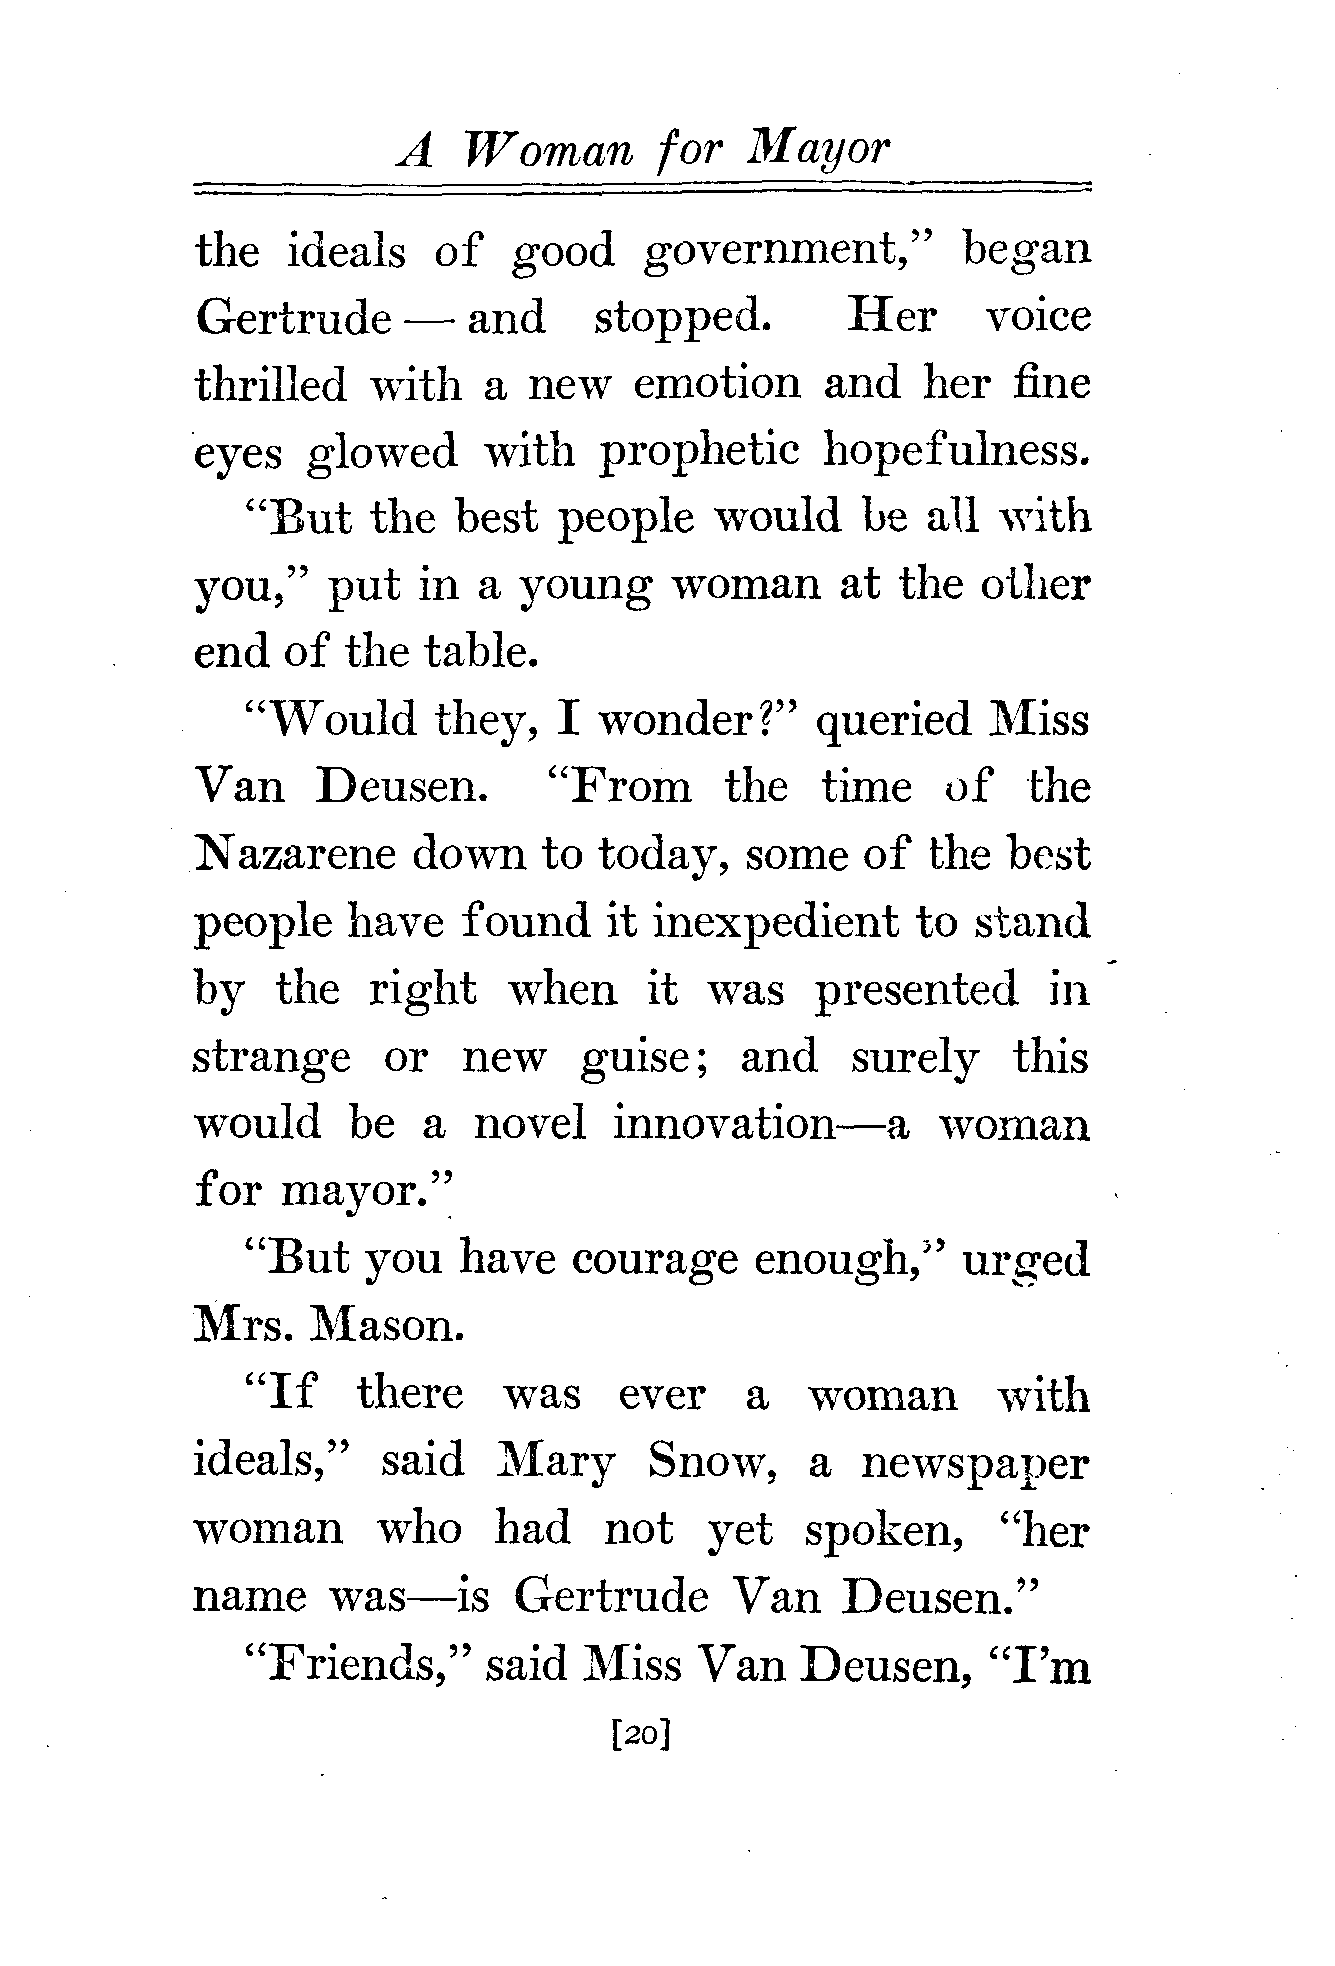 A Woman for Mayor
the ideals of good government,” began
Gertrude — and stopped. Her voice
thrilled with a new emotion and her fine
eyes glowed with prophetic hopefulness.
“But the best people would be all with
you,” put in a young woman at the other
end of the table.
“Would they, I wonder?” queried Miss
Van Deusen. “From the time of the
Nazarene down to today, some of the best
people have found it inexpedient to stand
by the right when it was presented in
strange or new guise; and surely this
would be a novel innovation—a woman
for mayor.”
“But you have courage enough,” urged
Mrs. Mason.
“If there was ever a woman with
ideals,” said Mary Snow, a newspaper
woman who had not yet spoken, “her
name was—is Gertrude Van Deusen.”
“Friends,” said Miss Van Deusen, “I’m
[20]